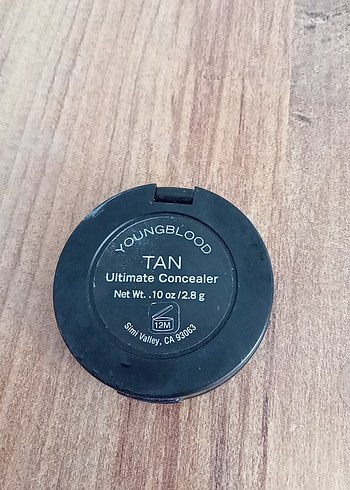 YOUNGBLOOD
TAN
Ultimate Concealer
Net Wt. .10 oz/2.8 g
12M
Simi Valley, CA 93063